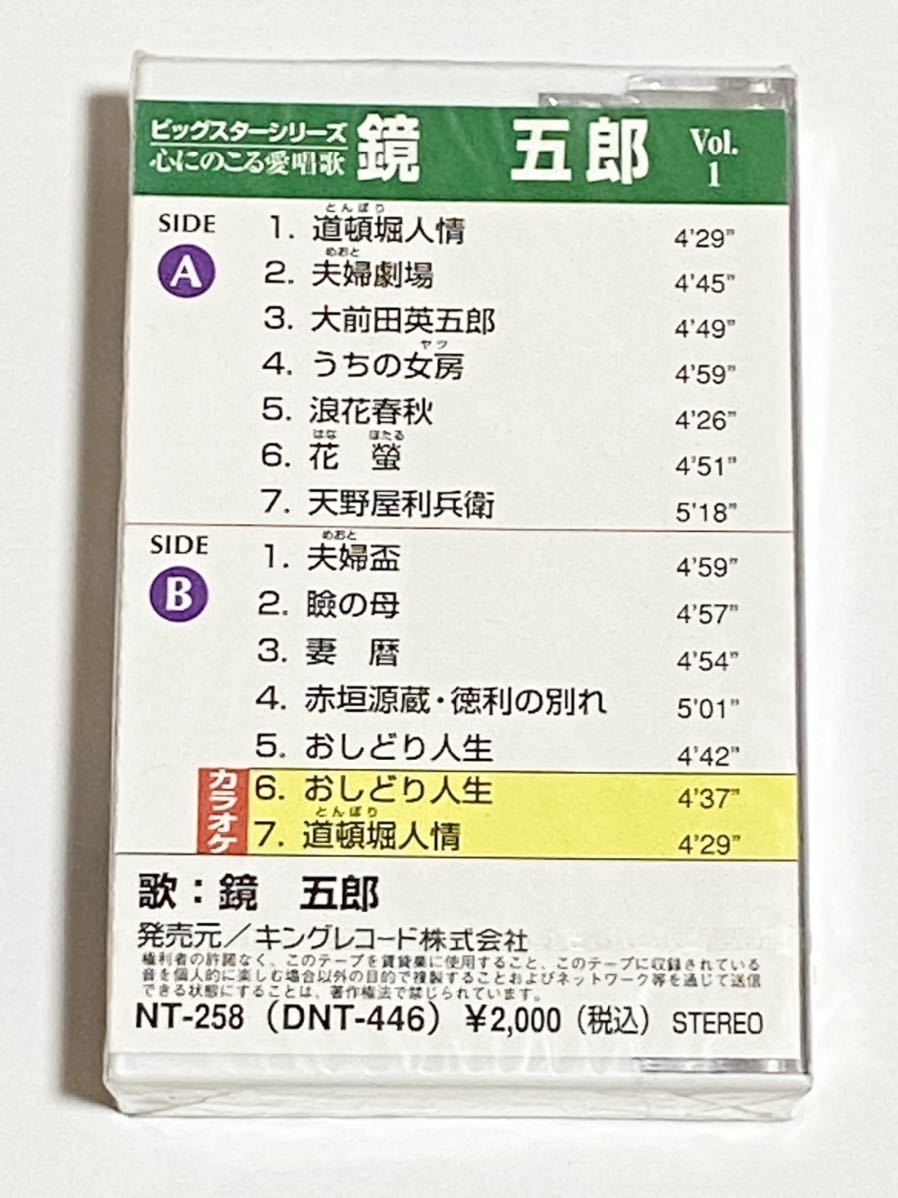 ビッグスターシリーズ
心にのこる愛唱歌
鏡 五郎 Vol. 1
SIDE A
とんぼり
1. 道頓堀人情 4'29"
めおと
2. 夫婦劇場 4'45"
3. 大前田英五郎 4'49"
ヤツ
4. うちの女房 4'59"
5. 浪花春秋 4'26"
はな ほたる
6. 花 螢 4'51"
7. 天野屋利兵衛 5'18"
SIDE B
めおと
1. 夫婦盃 4'59"
2. 瞼の母 4'57"
3. 妻 暦 4'54"
4. 赤垣源蔵・徳利の別れ 5'01"
5. おしどり人生 4'42"
カラオケ
6. おしどり人生 4'37"
とんぼり
7. 道頓堀人情 4'29"
歌:鏡 五郎
発売元/キングレコード株式会社
権利者の許諾なく、このテープを賃貸業に使用すること、このテープに収録されている
音を個人的に楽しむ場合以外の目的で複製することおよびネットワーク等を通じて送信
できる状態にすることは、著作権法で禁じられています。
NT-258(DNT-446)¥2,000(税込) STEREO